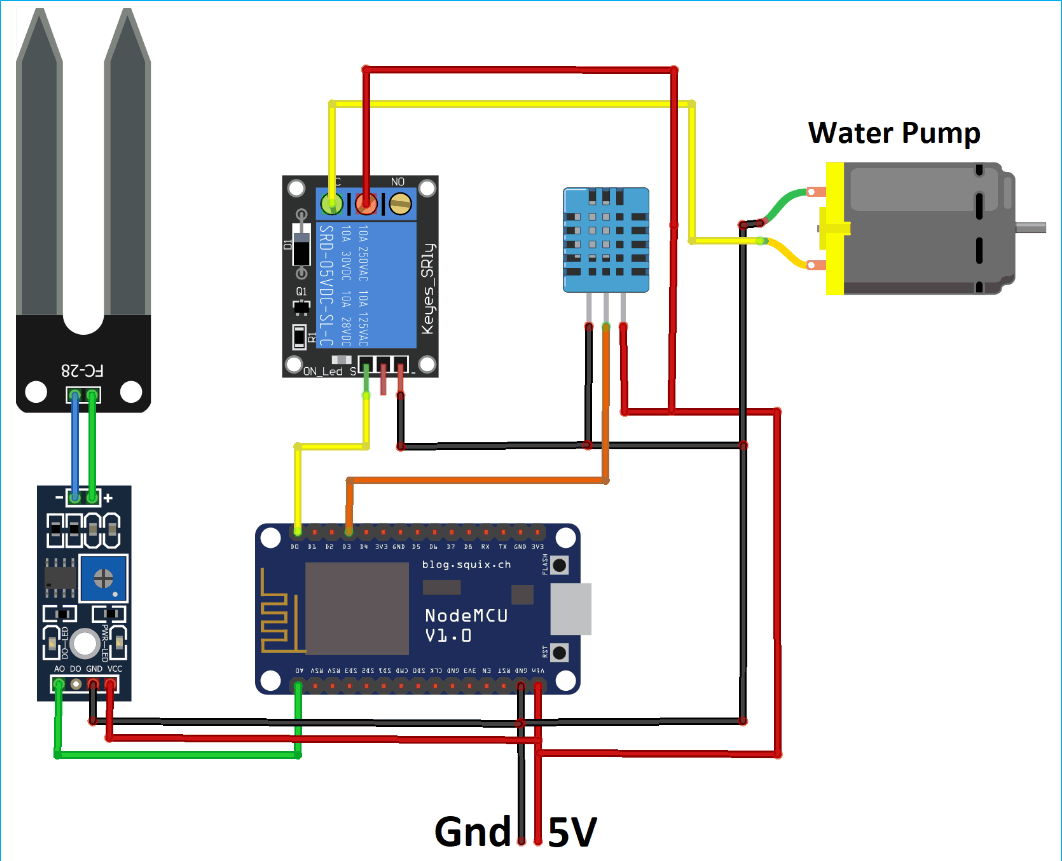 Water Pump
NC
NO
SRD-05VDC-SL-C
10A 30VDC 10A 28VDC
10A 250VAC 10A 125VAC
Keyes_SRly
D1
Q1
R1
ON_Led S
-
FC-28
- +
DO-LED
PWR-LED
AO DO GND VCC
D0 D1 D2 D3 D4 3V3 GND D5 D6 D7 D8 RX TX GND 3V3
blog.squix.ch
FLASH
NodeMCU
V1.0
RST
A0 RSV RSV SD3 SD2 SD1 CMD SD0 CLK GND 3V3 EN RST GND Vin
Gnd 5V